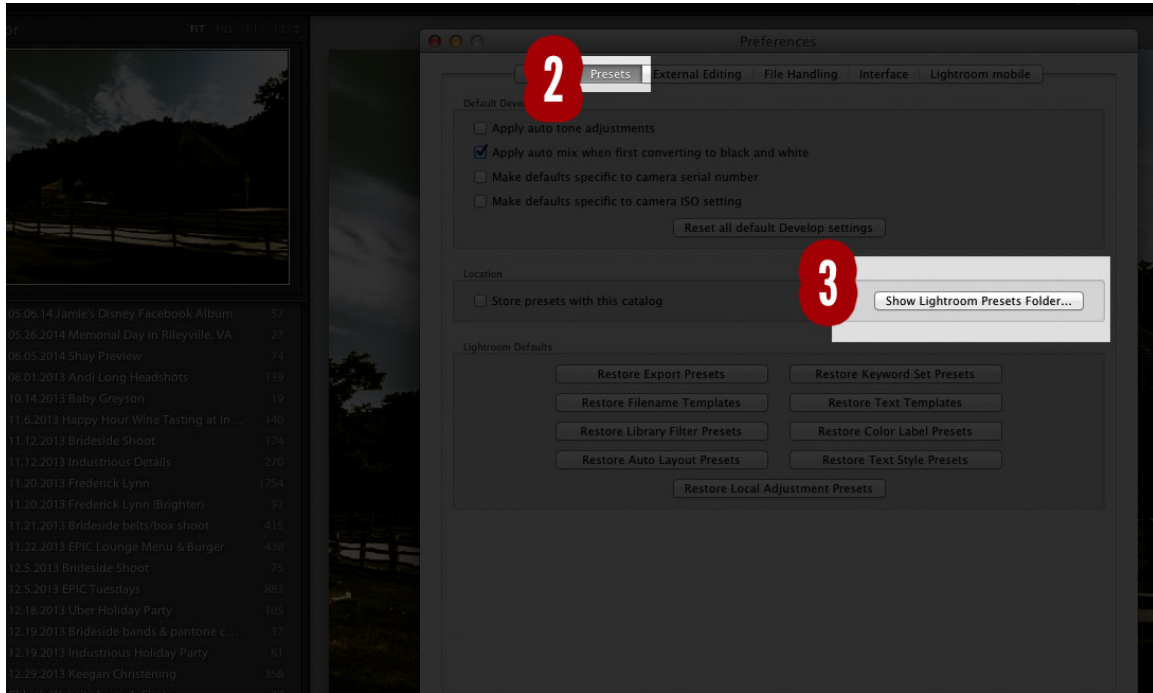 or FIT FILL
2
Preferences
Presets External Editing File Handling Interface Lightroom mobile
Default Deve
Apply auto tone adjustments
Apply auto mix when first converting to black and white
Make defaults specific to camera serial number
Make defaults specific to camera ISO setting
Reset all default Develop settings
3
Location
Store presets with this catalog
Show Lightroom Presets Folder...
Lightroom Defaults
Restore Export Presets Restore Keyword Set Presets
Restore Filename Templates Restore Text Templates
Restore Library Filter Presets Restore Color Label Presets
Restore Auto Layout Presets Restore Text Style Presets
Restore Local Adjustment Presets
05.06.14 Jamie's Disney Facebook Album 57
05.26.2014 Memorial Day in Rileyville, VA 27
06.05.2014 Shay Preview 74
08.01.2013 Andi Long Headshots 139
10.14.2013 Baby Greyson 19
11.6.2013 Happy Hour Wine Tasting at In... 140
11.12.2013 Brideside Shoot 174
11.12.2013 Industrious Details 270
11.20.2013 Frederick Lynn 1754
11.20.2013 Frederick Lynn (Brighter) 97
11.21.2013 Brideside belts/box shoot 415
11.22.2013 EPIC Lounge Menu & Burger 438
12.5.2013 Brideside Shoot 75
12.5.2013 EPIC Tuesdays 863
12.18.2013 Uber Holiday Party 105
12.19.2013 Brideside bands & pantone c... 37
12.19.2013 Industrious Holiday Party 61
12.29.2013 Keegan Christening 356